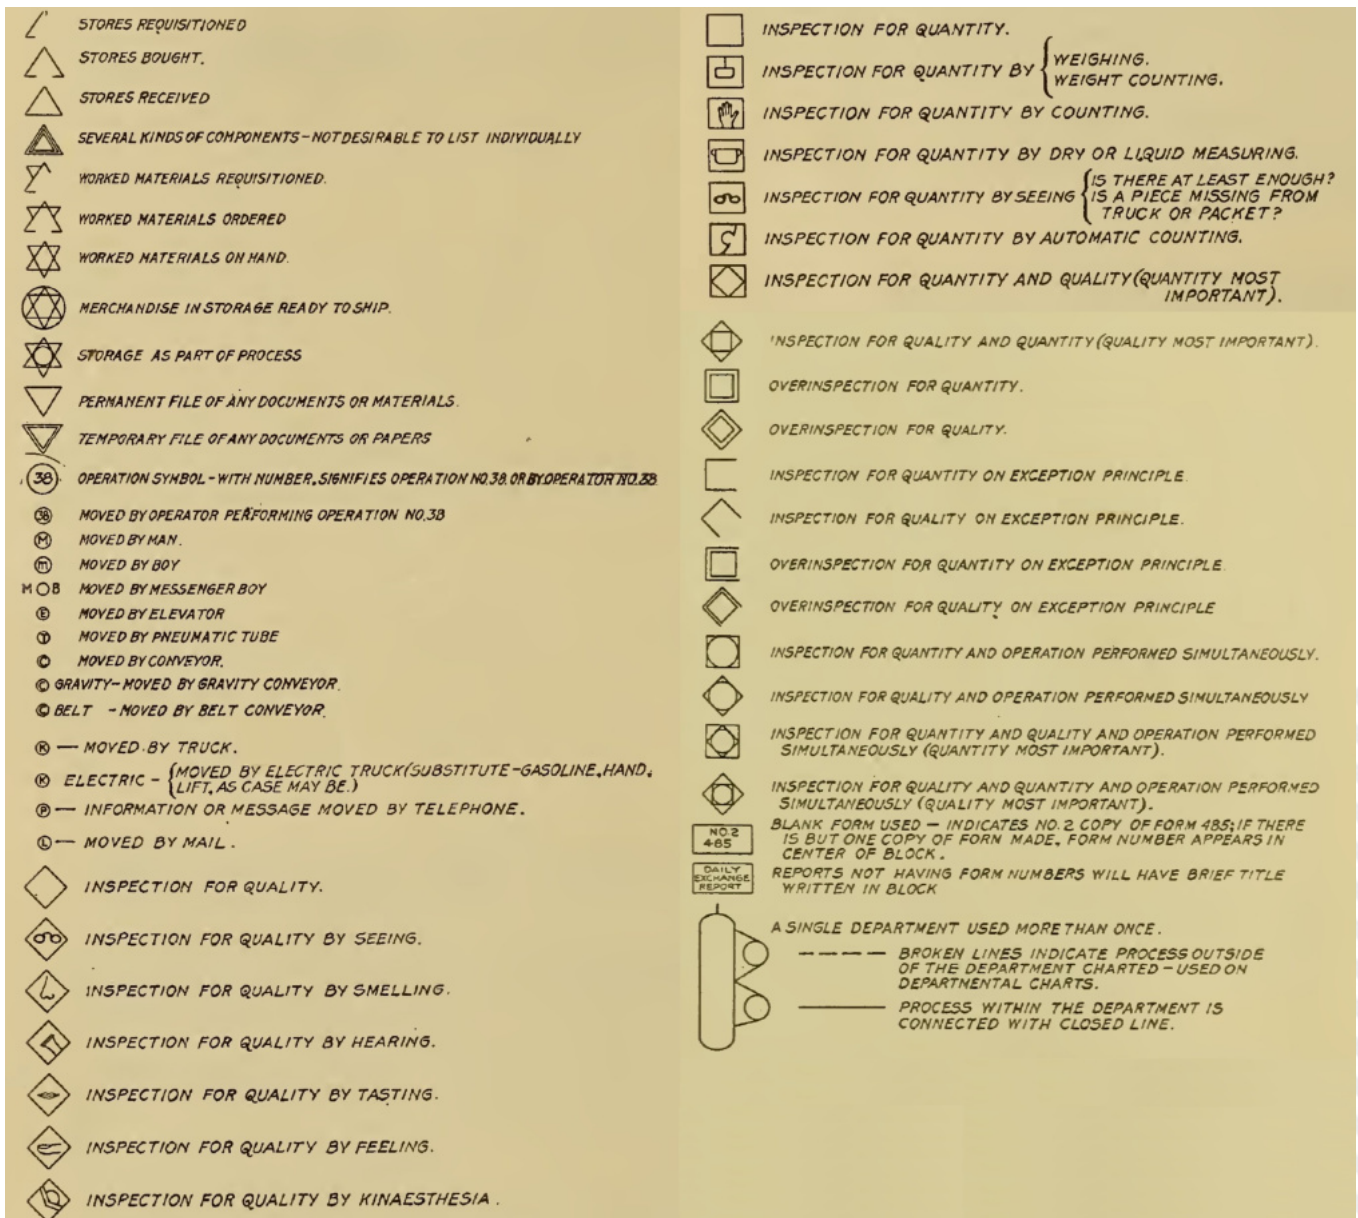 STORES REQUISITIONED
STORES BOUGHT.
STORES RECEIVED
SEVERAL KINDS OF COMPONENTS - NOT DESIRABLE TO LIST INDIVIDUALLY
WORKED MATERIALS REQUISITIONED.
WORKED MATERIALS ORDERED
WORKED MATERIALS ON HAND.
MERCHANDISE IN STORAGE READY TO SHIP.
STORAGE AS PART OF PROCESS
PERMANENT FILE OF ANY DOCUMENTS OR MATERIALS.
TEMPORARY FILE OF ANY DOCUMENTS OR PAPERS
38 OPERATION SYMBOL - WITH NUMBER, SIGNIFIES OPERATION NO.38. OR BY OPERATOR NO.38
38 MOVED BY OPERATOR PERFORMING OPERATION NO.38
M MOVED BY MAN.
m MOVED BY BOY
M O B MOVED BY MESSENGER BOY
E MOVED BY ELEVATOR
T MOVED BY PNEUMATIC TUBE
C MOVED BY CONVEYOR.
C GRAVITY - MOVED BY GRAVITY CONVEYOR.
C BELT - MOVED BY BELT CONVEYOR.
K — MOVED BY TRUCK.
K ELECTRIC - {MOVED BY ELECTRIC TRUCK (SUBSTITUTE - GASOLINE, HAND,
LIFT, AS CASE MAY BE.)
P — INFORMATION OR MESSAGE MOVED BY TELEPHONE.
L — MOVED BY MAIL.
INSPECTION FOR QUALITY.
INSPECTION FOR QUALITY BY SEEING.
INSPECTION FOR QUALITY BY SMELLING.
INSPECTION FOR QUALITY BY HEARING.
INSPECTION FOR QUALITY BY TASTING.
INSPECTION FOR QUALITY BY FEELING.
INSPECTION FOR QUALITY BY KINAESTHESIA.
INSPECTION FOR QUANTITY.
INSPECTION FOR QUANTITY BY {WEIGHING.
WEIGHT COUNTING.
INSPECTION FOR QUANTITY BY COUNTING.
INSPECTION FOR QUANTITY BY DRY OR LIQUID MEASURING.
INSPECTION FOR QUANTITY BY SEEING {IS THERE AT LEAST ENOUGH?
IS A PIECE MISSING FROM
TRUCK OR PACKET?
INSPECTION FOR QUANTITY BY AUTOMATIC COUNTING.
INSPECTION FOR QUANTITY AND QUALITY (QUANTITY MOST
IMPORTANT).
INSPECTION FOR QUALITY AND QUANTITY (QUALITY MOST IMPORTANT).
OVERINSPECTION FOR QUANTITY.
OVERINSPECTION FOR QUALITY.
INSPECTION FOR QUANTITY ON EXCEPTION PRINCIPLE.
INSPECTION FOR QUALITY ON EXCEPTION PRINCIPLE.
OVERINSPECTION FOR QUANTITY ON EXCEPTION PRINCIPLE.
OVERINSPECTION FOR QUALITY ON EXCEPTION PRINCIPLE
INSPECTION FOR QUANTITY AND OPERATION PERFORMED SIMULTANEOUSLY.
INSPECTION FOR QUALITY AND OPERATION PERFORMED SIMULTANEOUSLY
INSPECTION FOR QUANTITY AND QUALITY AND OPERATION PERFORMED
SIMULTANEOUSLY (QUANTITY MOST IMPORTANT).
INSPECTION FOR QUALITY AND QUANTITY AND OPERATION PERFORMED
SIMULTANEOUSLY (QUALITY MOST IMPORTANT).
NO.2
485
BLANK FORM USED — INDICATES NO.2 COPY OF FORM 485; IF THERE
IS BUT ONE COPY OF FORM MADE, FORM NUMBER APPEARS IN
CENTER OF BLOCK.
DAILY
EXCHANGE
REPORT
REPORTS NOT HAVING FORM NUMBERS WILL HAVE BRIEF TITLE
WRITTEN IN BLOCK
A SINGLE DEPARTMENT USED MORE THAN ONCE.
BROKEN LINES INDICATE PROCESS OUTSIDE
OF THE DEPARTMENT CHARTED — USED ON
DEPARTMENTAL CHARTS.
PROCESS WITHIN THE DEPARTMENT IS
CONNECTED WITH CLOSED LINE.